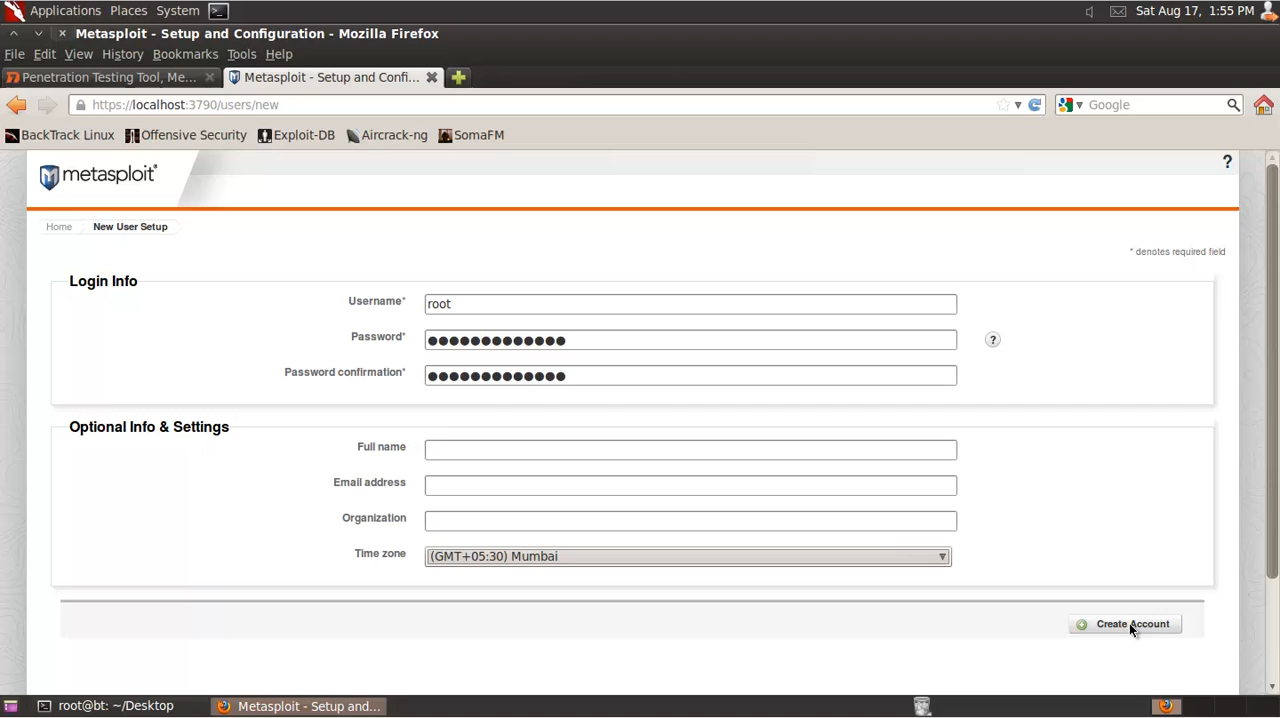 Applications Places System Sat Aug 17, 1:55 PM
Metasploit - Setup and Configuration - Mozilla Firefox
File Edit View History Bookmarks Tools Help
Penetration Testing Tool, Me... Metasploit - Setup and Confi...
https://localhost:3790/users/new Google
BackTrack Linux Offensive Security Exploit-DB Aircrack-ng SomaFM
metasploit® ?
Home New User Setup
* denotes required field
Login Info
Username* root
Password* ●●●●●●●●●●●●● ?
Password confirmation* ●●●●●●●●●●●●●
Optional Info & Settings
Full name
Email address
Organization
Time zone (GMT+05:30) Mumbai
Create Account
root@bt: ~/Desktop Metasploit - Setup and...